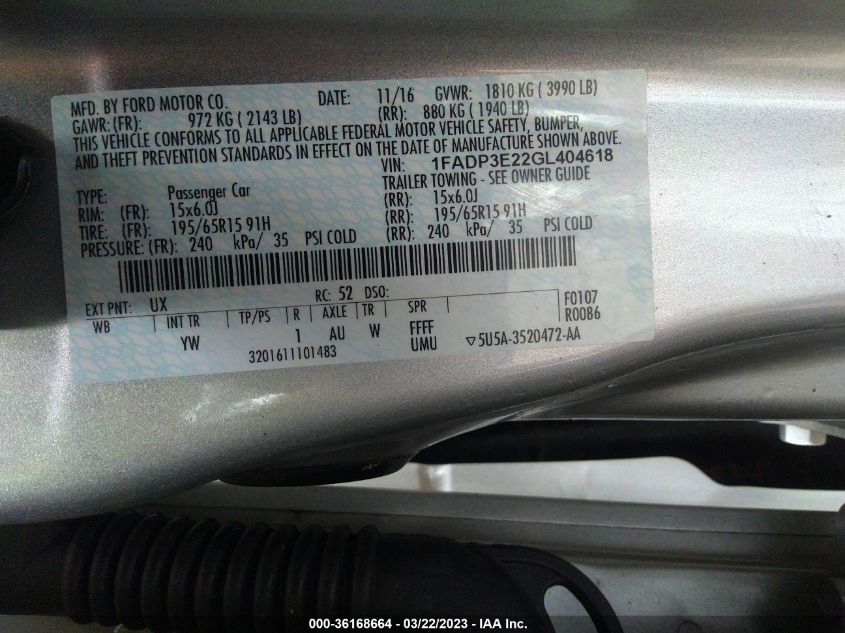 MFD. BY FORD MOTOR CO. DATE: 11/16 GVWR: 1810 KG ( 3990 LB)
GAWR: (FR): 972 KG ( 2143 LB) (RR): 880 KG ( 1940 LB)
THIS VEHICLE CONFORMS TO ALL APPLICABLE FEDERAL MOTOR VEHICLE SAFETY, BUMPER,
AND THEFT PREVENTION STANDARDS IN EFFECT ON THE DATE OF MANUFACTURE SHOWN ABOVE.
VIN: 1FADP3E22GL404618
TYPE: Passenger Car TRAILER TOWING - SEE OWNER GUIDE
RIM: (FR): 15x6.0J (RR): 15x6.0J
TIRE: (FR): 195/65R15 91H (RR): 195/65R15 91H
PRESSURE: (FR): 240 kPa/ 35 PSI COLD (RR): 240 kPa/ 35 PSI COLD
EXT PNT: UX RC: 52 DSO:
WB INT TR TP/PS R AXLE TR SPR F0107
R0086
YW 1 AU W FFFF
UMU
3201611101483 ▽5U5A-3520472-AA
000-36168664 - 03/22/2023 - IAA Inc.